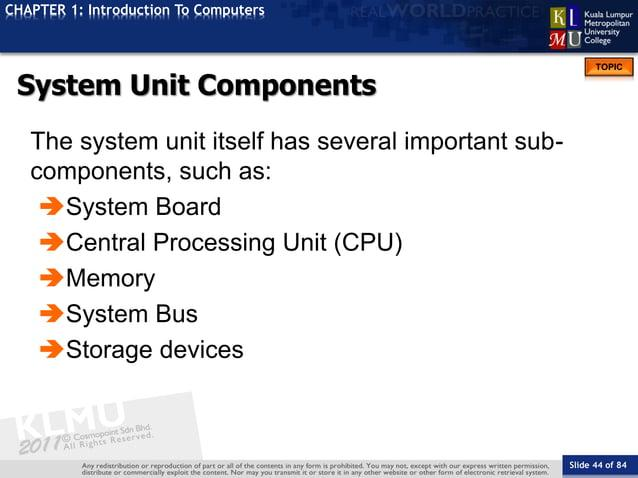 CHAPTER 1: Introduction To Computers
REALWORLDPRACTICE
KL
MU
Kuala Lumpur
Metropolitan
University
College
TOPIC
System Unit Components
The system unit itself has several important sub-
components, such as:
System Board
Central Processing Unit (CPU)
Memory
System Bus
Storage devices
KLMU
2011© Cosmopoint Sdn Bhd.
All Rights Reserved.
Any redistribution or reproduction of part or all of the contents in any form is prohibited. You may not, except with our express written permission,
distribute or commercially exploit the content. Nor may you transmit it or store it in any other website or other form of electronic retrieval system.
Slide 44 of 84